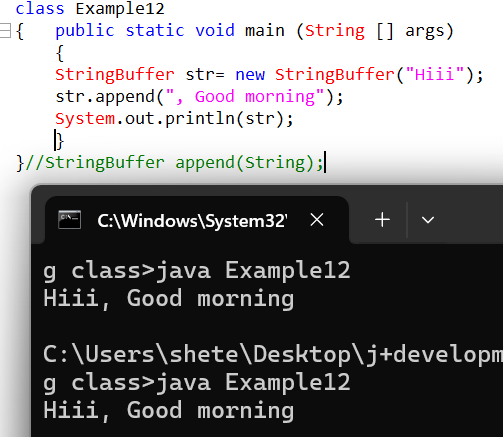 class Example12
{ public static void main (String [] args)
{
StringBuffer str= new StringBuffer("Hiii");
str.append(", Good morning");
System.out.println(str);
}
}//StringBuffer append(String);
C:\Windows\System32\
g class>java Example12
Hiii, Good morning
C:\Users\shete\Desktop\j+developm
g class>java Example12
Hiii, Good morning